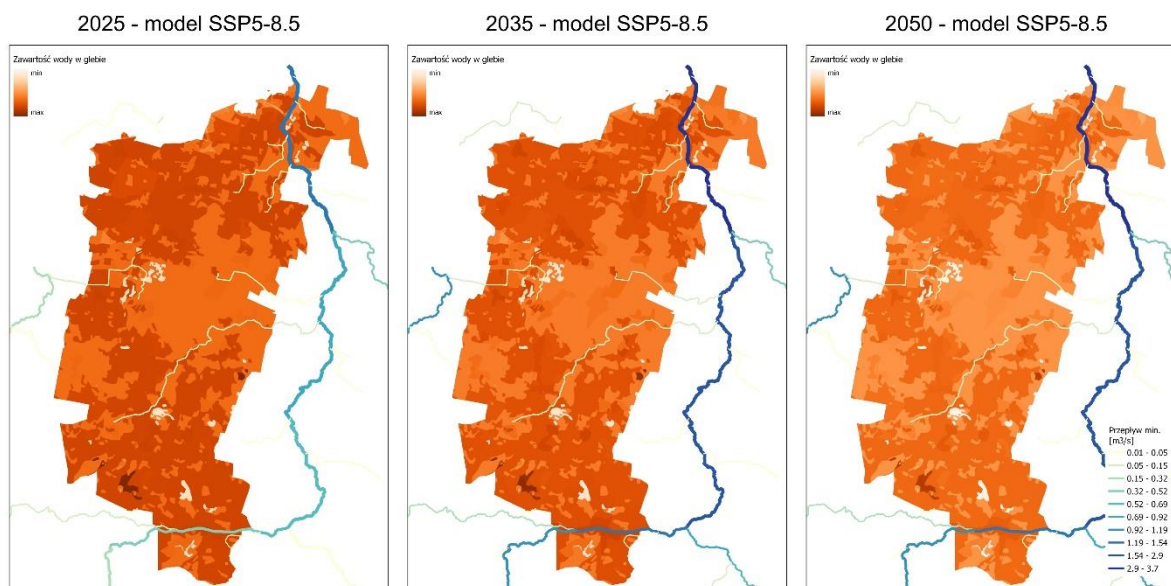 2025 - model SSP5-8.5
2035 - model SSP5-8.5
2050 - model SSP5-8.5
Zawartość wody w glebie
min
max
Zawartość wody w glebie
min
max
Zawartość wody w glebie
min
max
Przepływ min.
[m3/s]
0.01 - 0.05
0.05 - 0.15
0.15 - 0.32
0.32 - 0.52
0.52 - 0.69
0.69 - 0.92
0.92 - 1.19
1.19 - 1.54
1.54 - 2.9
2.9 - 3.7